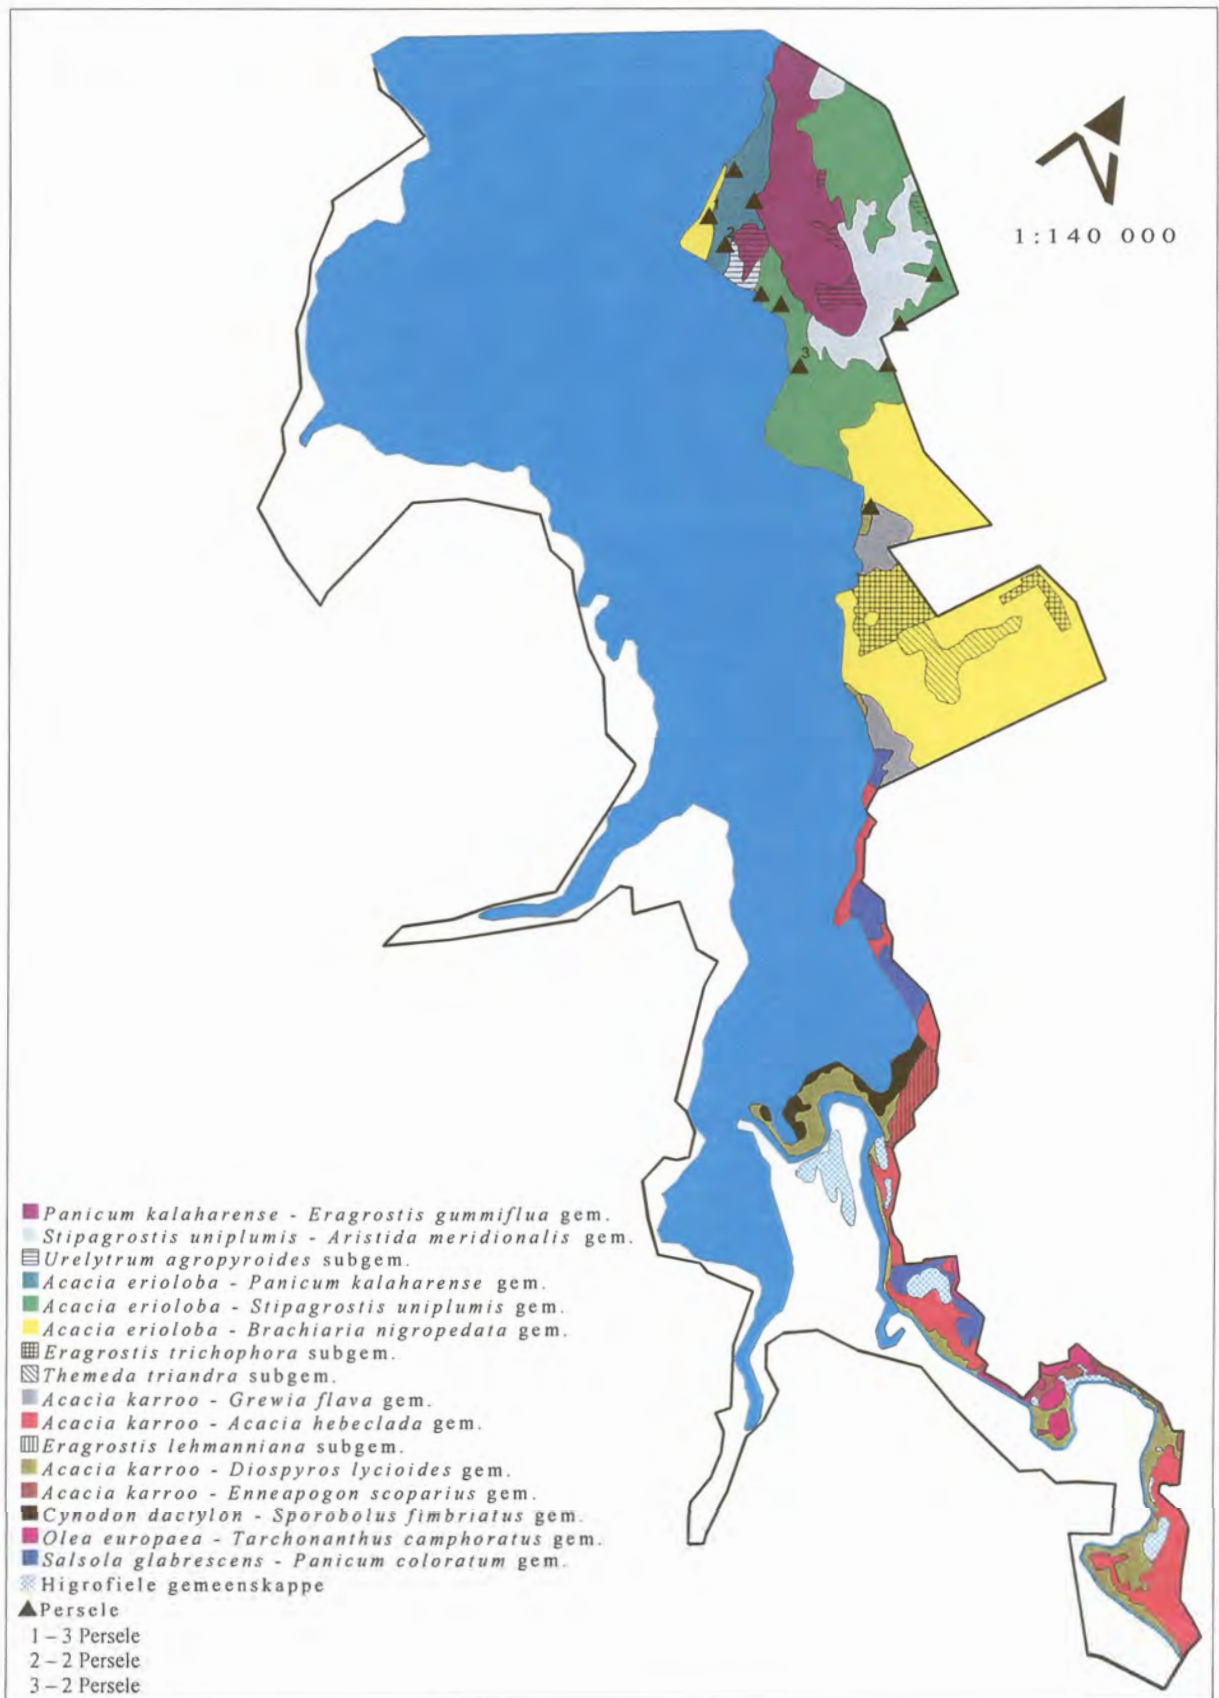 1:140 000
1
2
3
Panicum kalaharense - Eragrostis gummiflua gem.
Stipagrostis uniplumis - Aristida meridionalis gem.
Urelytrum agropyroides subgem.
Acacia erioloba - Panicum kalaharense gem.
Acacia erioloba - Stipagrostis uniplumis gem.
Acacia erioloba - Brachiaria nigropedata gem.
Eragrostis trichophora subgem.
Themeda triandra subgem.
Acacia karroo - Grewia flava gem.
Acacia karroo - Acacia hebeclada gem.
Eragrostis lehmanniana subgem.
Acacia karroo - Diospyros lycioides gem.
Acacia karroo - Enneapogon scoparius gem.
Cynodon dactylon - Sporobolus fimbriatus gem.
Olea europaea - Tarchonanthus camphoratus gem.
Salsola glabrescens - Panicum coloratum gem.
Higrofiele gemeenskappe
Persele
1 – 3 Persele
2 – 2 Persele
3 – 2 Persele